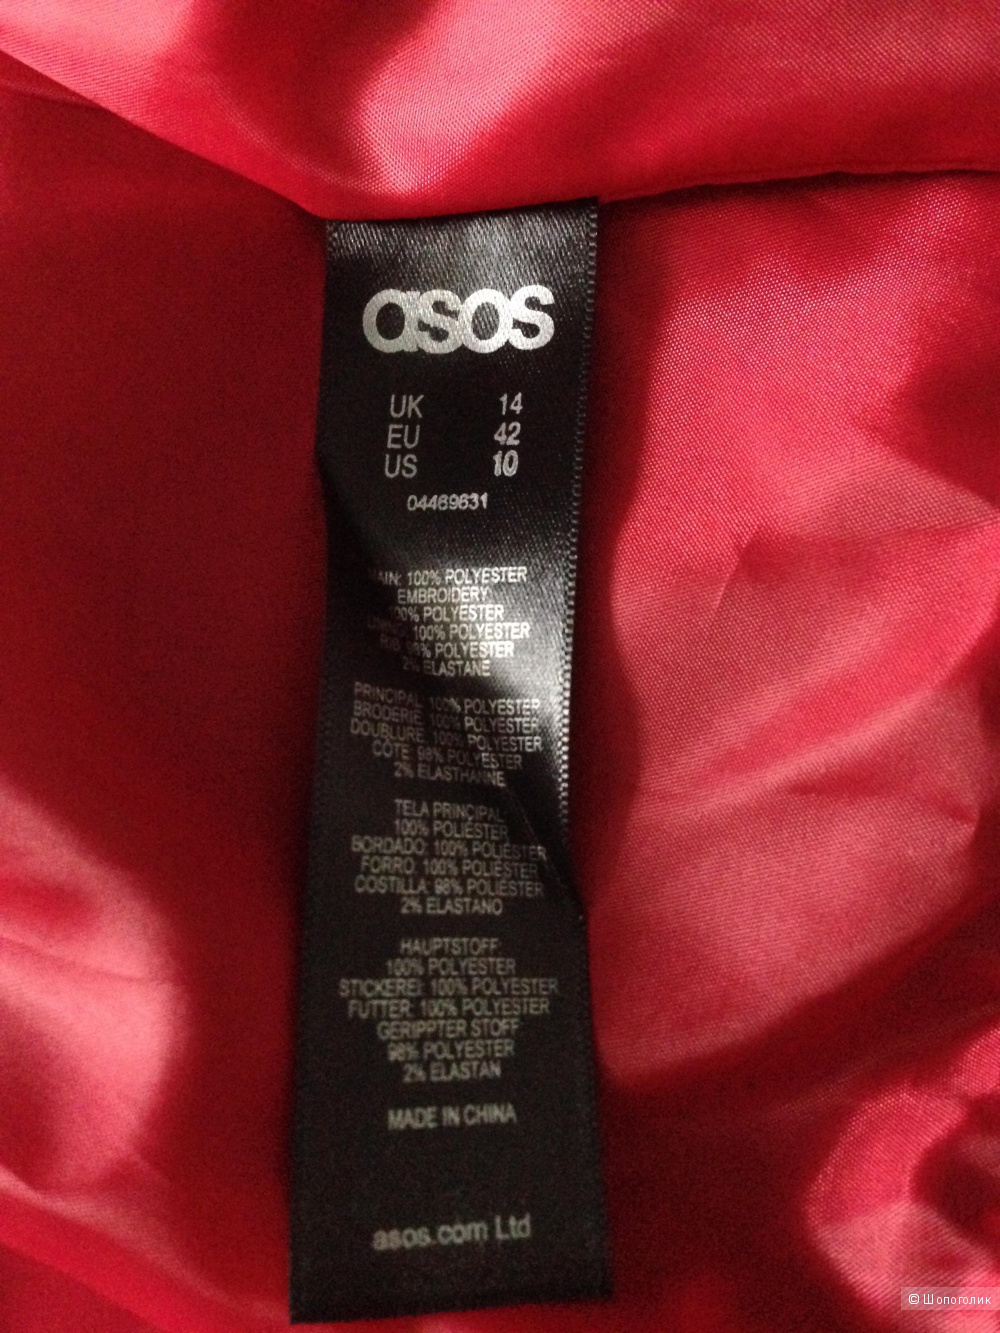 asos
UK 14
EU 42
US 10
04469631
MAIN: 100% POLYESTER
EMBROIDERY
100% POLYESTER
LINING: 100% POLYESTER
RIB: 98% POLYESTER
2% ELASTANE
PRINCIPAL: 100% POLYESTER
BRODERIE: 100% POLYESTER
DOUBLURE: 100% POLYESTER
CÔTE: 98% POLYESTER
2% ELASTHANNE
TELA PRINCIPAL
100% POLIÉSTER
BORDADO: 100% POLIÉSTER
FORRO: 100% POLIÉSTER
COSTILLA: 98% POLIÉSTER
2% ELASTANO
HAUPTSTOFF
100% POLYESTER
STICKEREI: 100% POLYESTER
FUTTER: 100% POLYESTER
GERIPPTER STOFF
98% POLYESTER
2% ELASTAN
MADE IN CHINA
asos.com Ltd
© Шопоголик